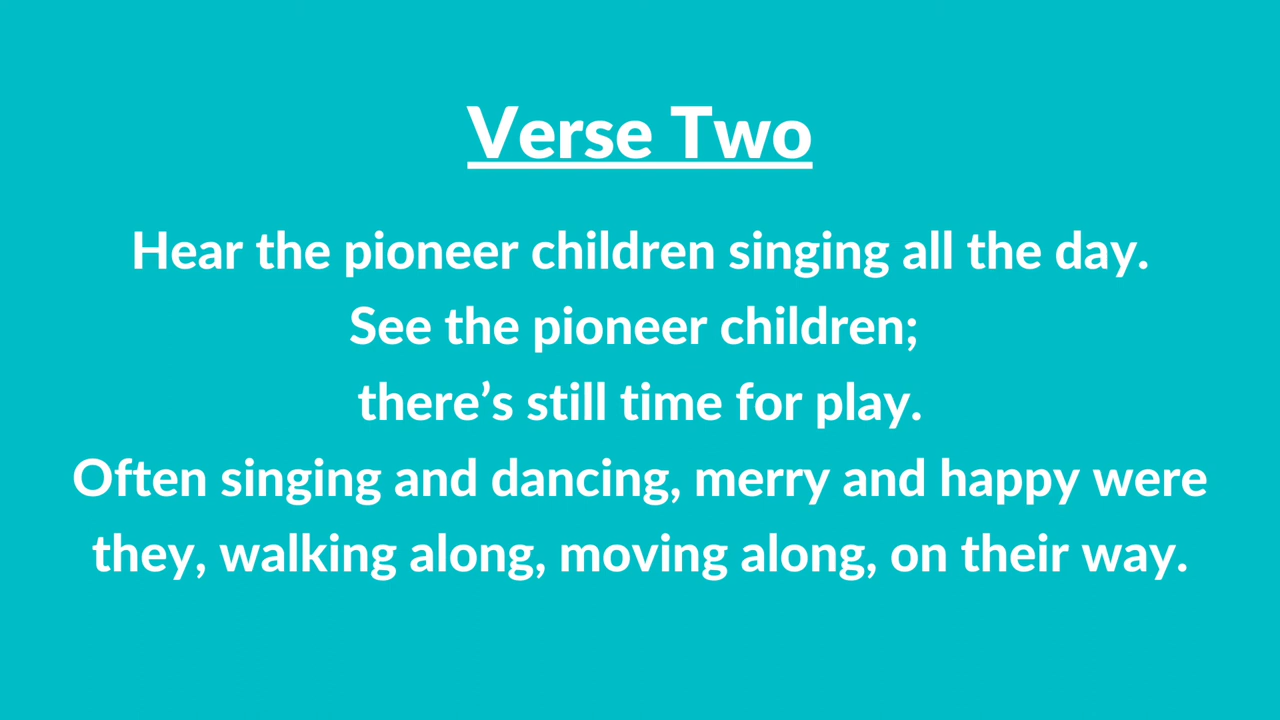 Verse Two
Hear the pioneer children singing all the day.
See the pioneer children;
there’s still time for play.
Often singing and dancing, merry and happy were
they, walking along, moving along, on their way.